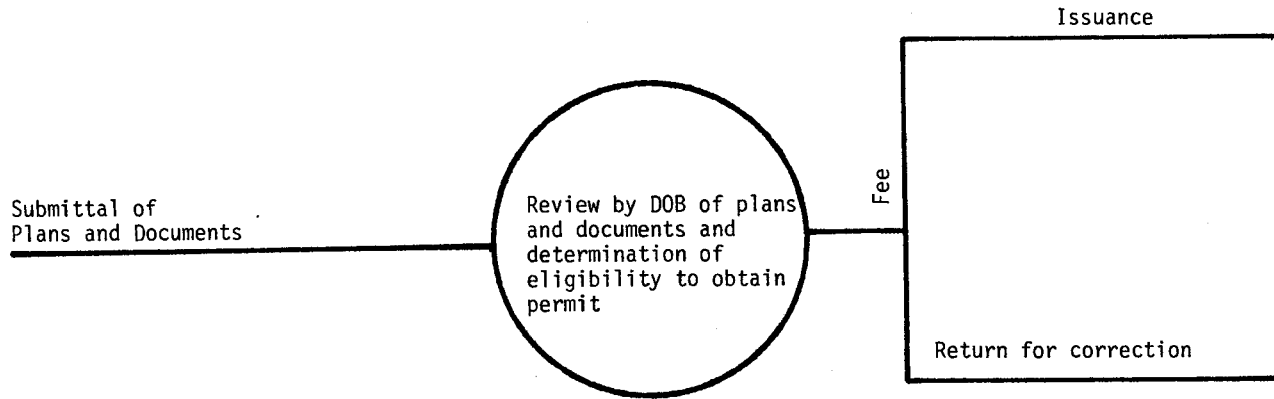 Submittal of
Plans and Documents
Review by DOB of plans
and documents and
determination of
eligibility to obtain
permit
Fee
Issuance
Return for correction